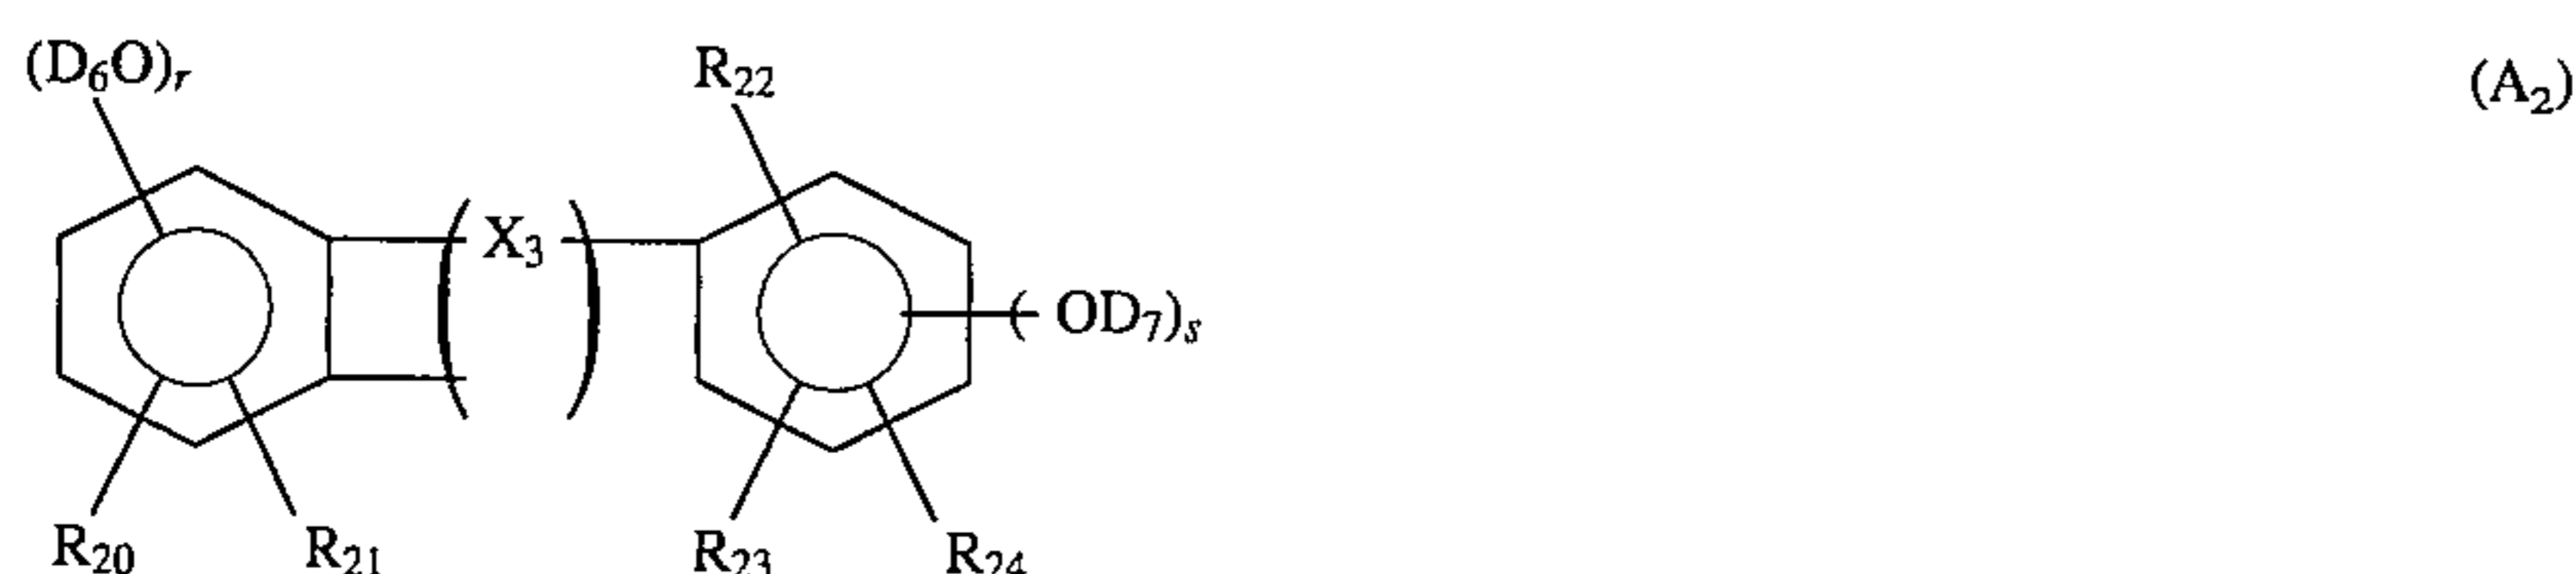 (D₆O)ᵣ
R₂₂
(A₂)
( X₃ )
( OD₇)ₛ
R₂₀
R₂₁
R₂₃
R₂₄